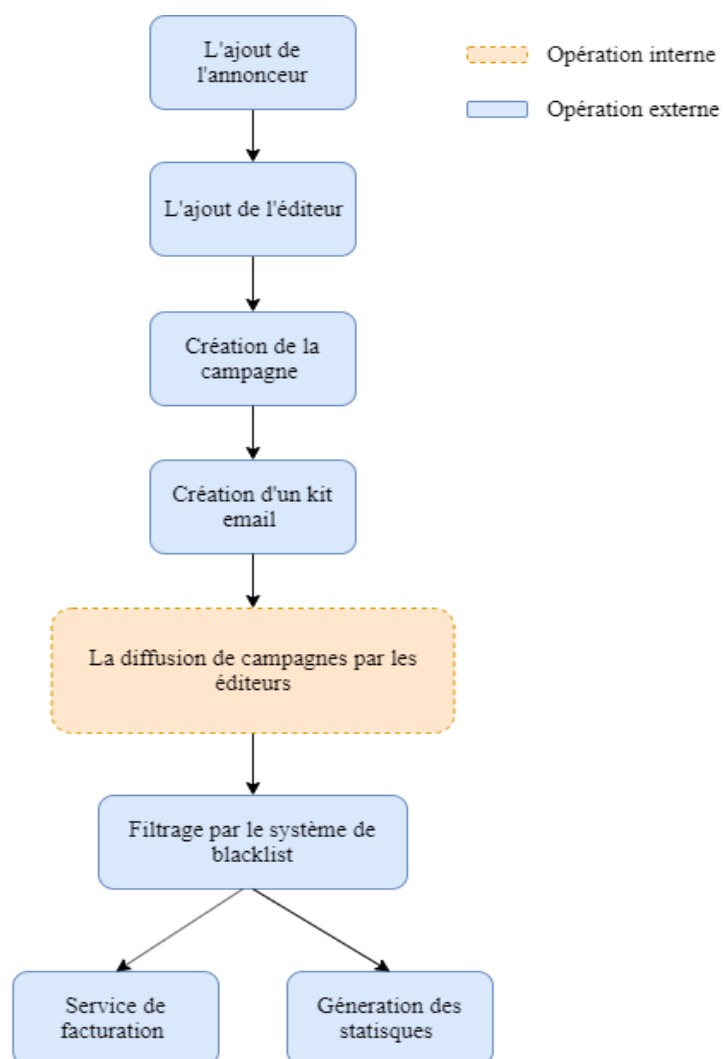 L'ajout de
l'annonceur
Opération interne
Opération externe
L'ajout de l'éditeur
Création de la
campagne
Création d'un kit
email
La diffusion de campagnes par les
éditeurs
Filtrage par le système de
blacklist
Service de
facturation
Géneration des
statisques